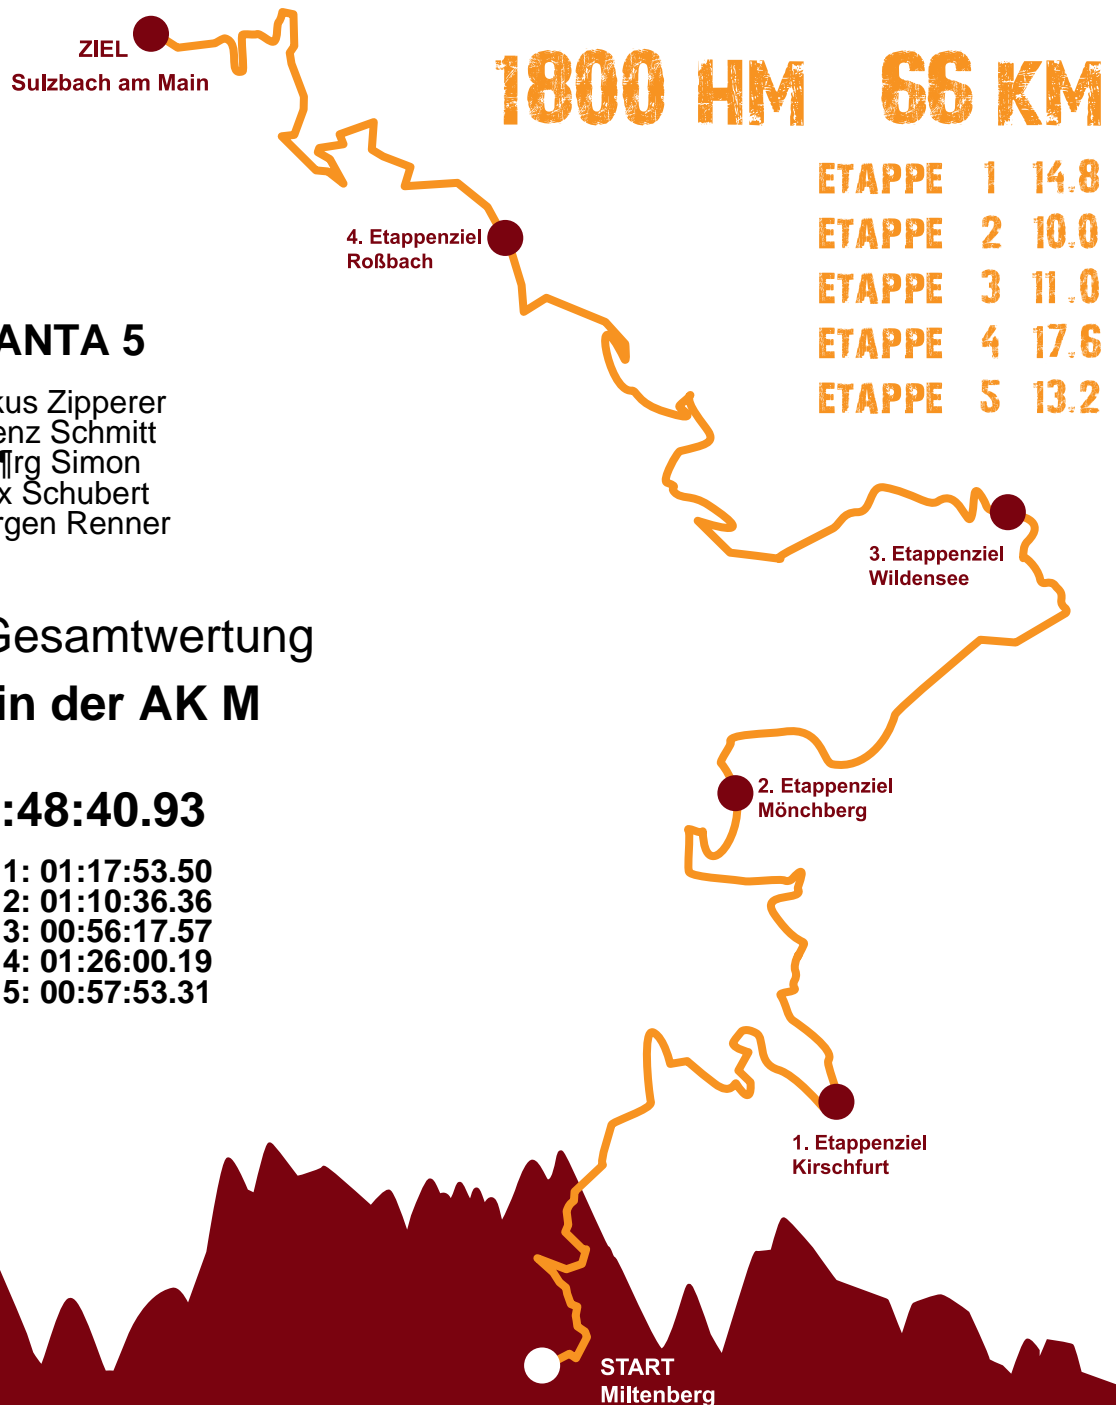 ZIEL
Sulzbach am Main
1800 HM 66 KM
ETAPPE 1 14.8
ETAPPE 2 10.0
ETAPPE 3 11.0
ETAPPE 4 17.6
ETAPPE 5 13.2
4. Etappenziel
Roßbach
ANTA 5
kus Zipperer
enz Schmitt
¶rg Simon
x Schubert
rgen Renner
3. Etappenziel
Wildensee
Gesamtwertung
in der AK M
2. Etappenziel
Mönchberg
:48:40.93
1: 01:17:53.50
2: 01:10:36.36
3: 00:56:17.57
4: 01:26:00.19
5: 00:57:53.31
1. Etappenziel
Kirschfurt
START
Miltenberg